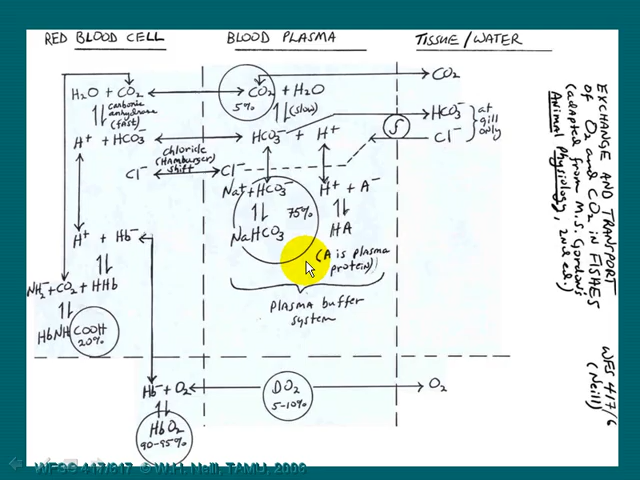 RED BLOOD CELL
BLOOD PLASMA
TISSUE/WATER
H₂O + CO₂
CO₂ + H₂O
CO₂
5%
carbonic
anhydrase
(fast)
(slow)
HCO₃⁻
at
gill
only
Cl⁻
S
H⁺ + HCO₃⁻
HCO₃⁻ + H⁺
Chloride
(Hamburger)
shift
Cl⁻
Cl⁻
Na⁺ + HCO₃⁻
H⁺ + A⁻
75%
NaHCO₃
HA
(A is plasma
protein)
Plasma buffer
system
H⁺ + Hb⁻
NH₂⁻ + CO₂ + HHb
HbNHCOOH
20%
Hb⁻ + O₂
DO₂
5-10%
O₂
HbO₂
90-95%
EXCHANGE AND TRANSPORT
OF O₂ and CO₂ IN FISHES
(adapted from M.S. Gordon's
Animal Physiology, 2nd ed.)
WFS 417/6
(Neill)
WFSS 417/617 © W.H. Neill, TAMU, 2006